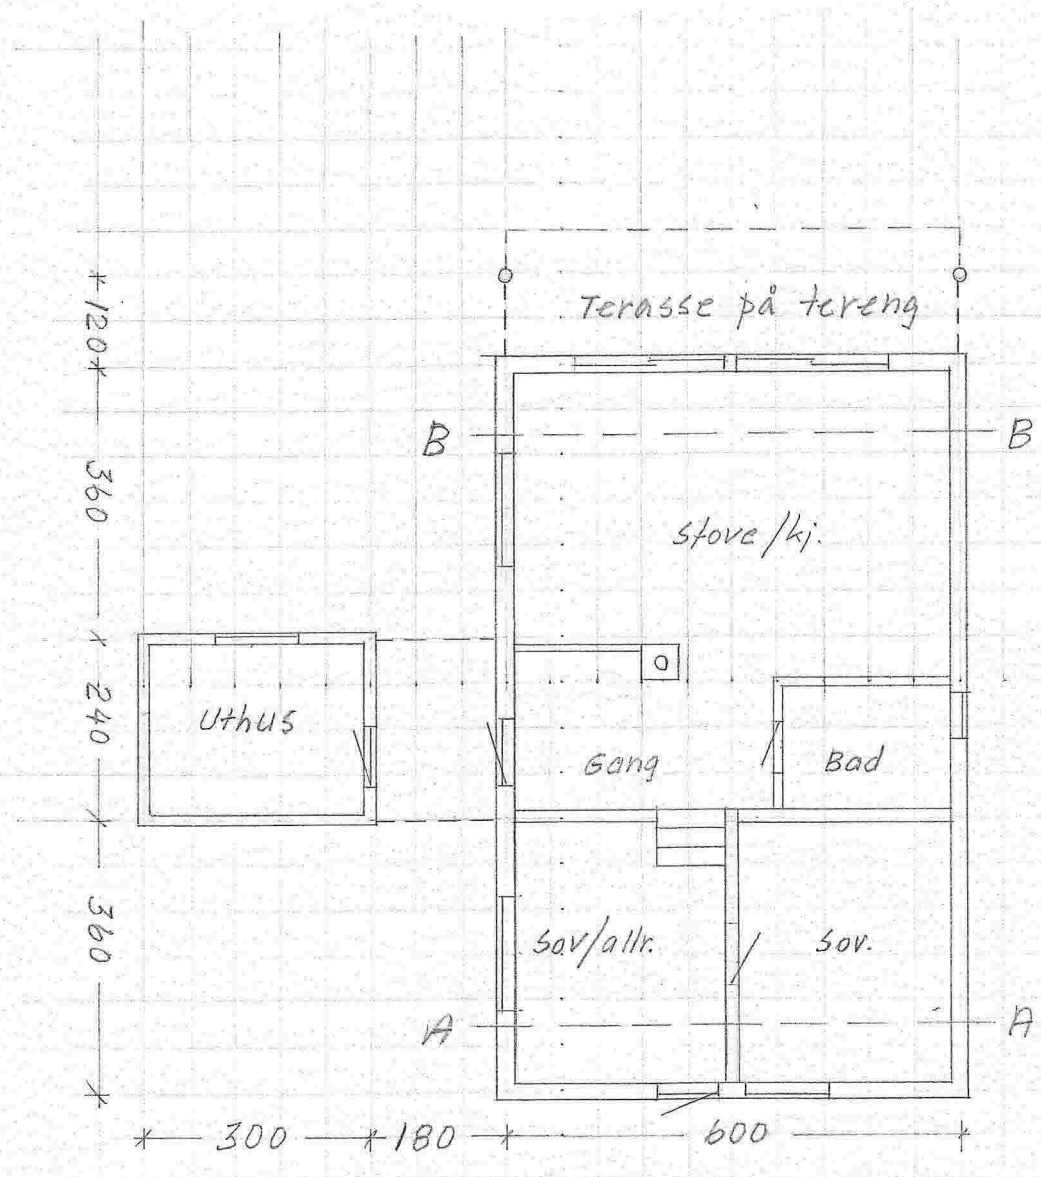 Terasse på tereng
120
B
B
360
stove/kj.
Uthus
240
Gang
Bad
360
Sov/allr.
Sov.
A
A
300
180
600